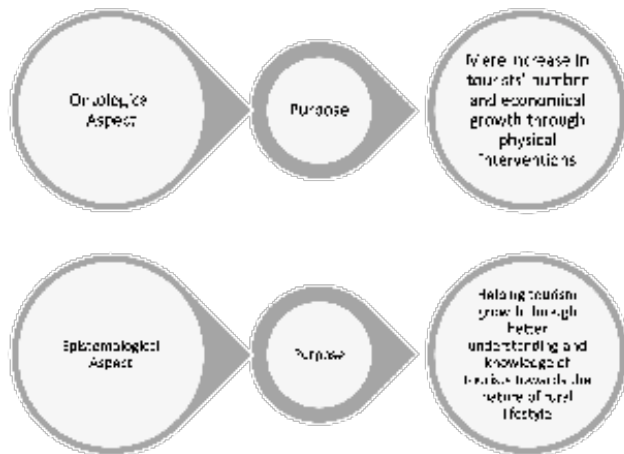 Ontological
Aspect
Purpose
Mere increase in
tourists' number
and economical
growth through
physical
Interventions
Epistemological
Aspect
Purpose
Helping tourism
growth through
better
understanding and
knowledge of
tourists towards the
nature of rural
lifestyle